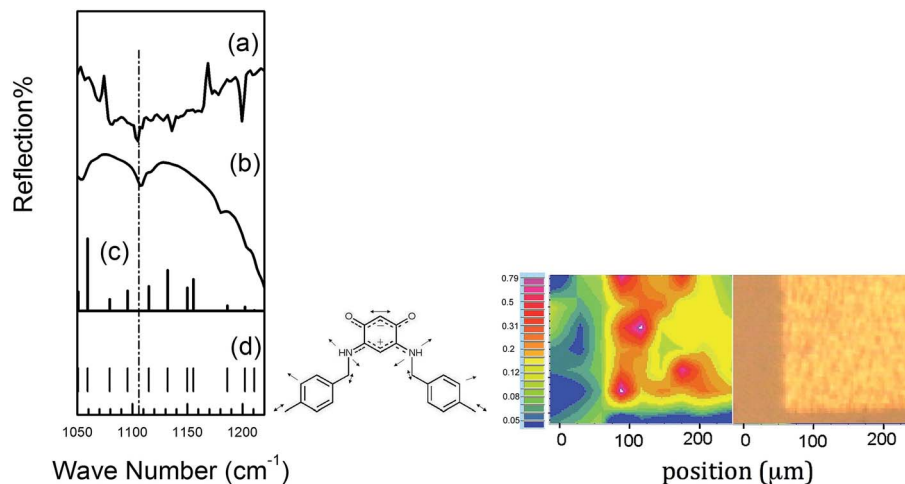 (a)
(b)
(c)
(d)
Reflection%
1050 1100 1150 1200
Wave Number (cm-1)
O O
− +
NH NH
0.79
0.5
0.31
0.2
0.12
0.08
0.05
0 100 200 0 100 200
position (μm)